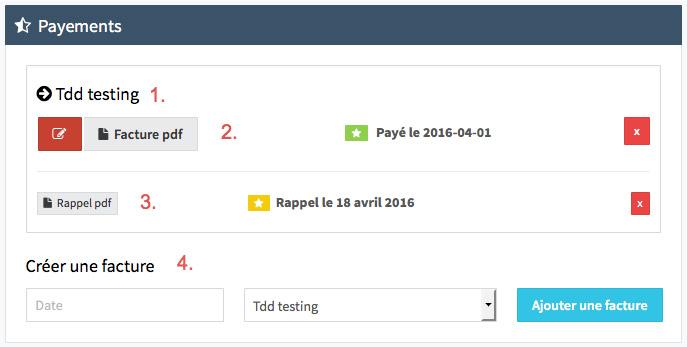 Payements
Tdd testing 1.
Facture pdf 2. Payé le 2016-04-01 x
Rappel pdf 3. Rappel le 18 avril 2016 x
Créer une facture 4.
Date Tdd testing Ajouter une facture